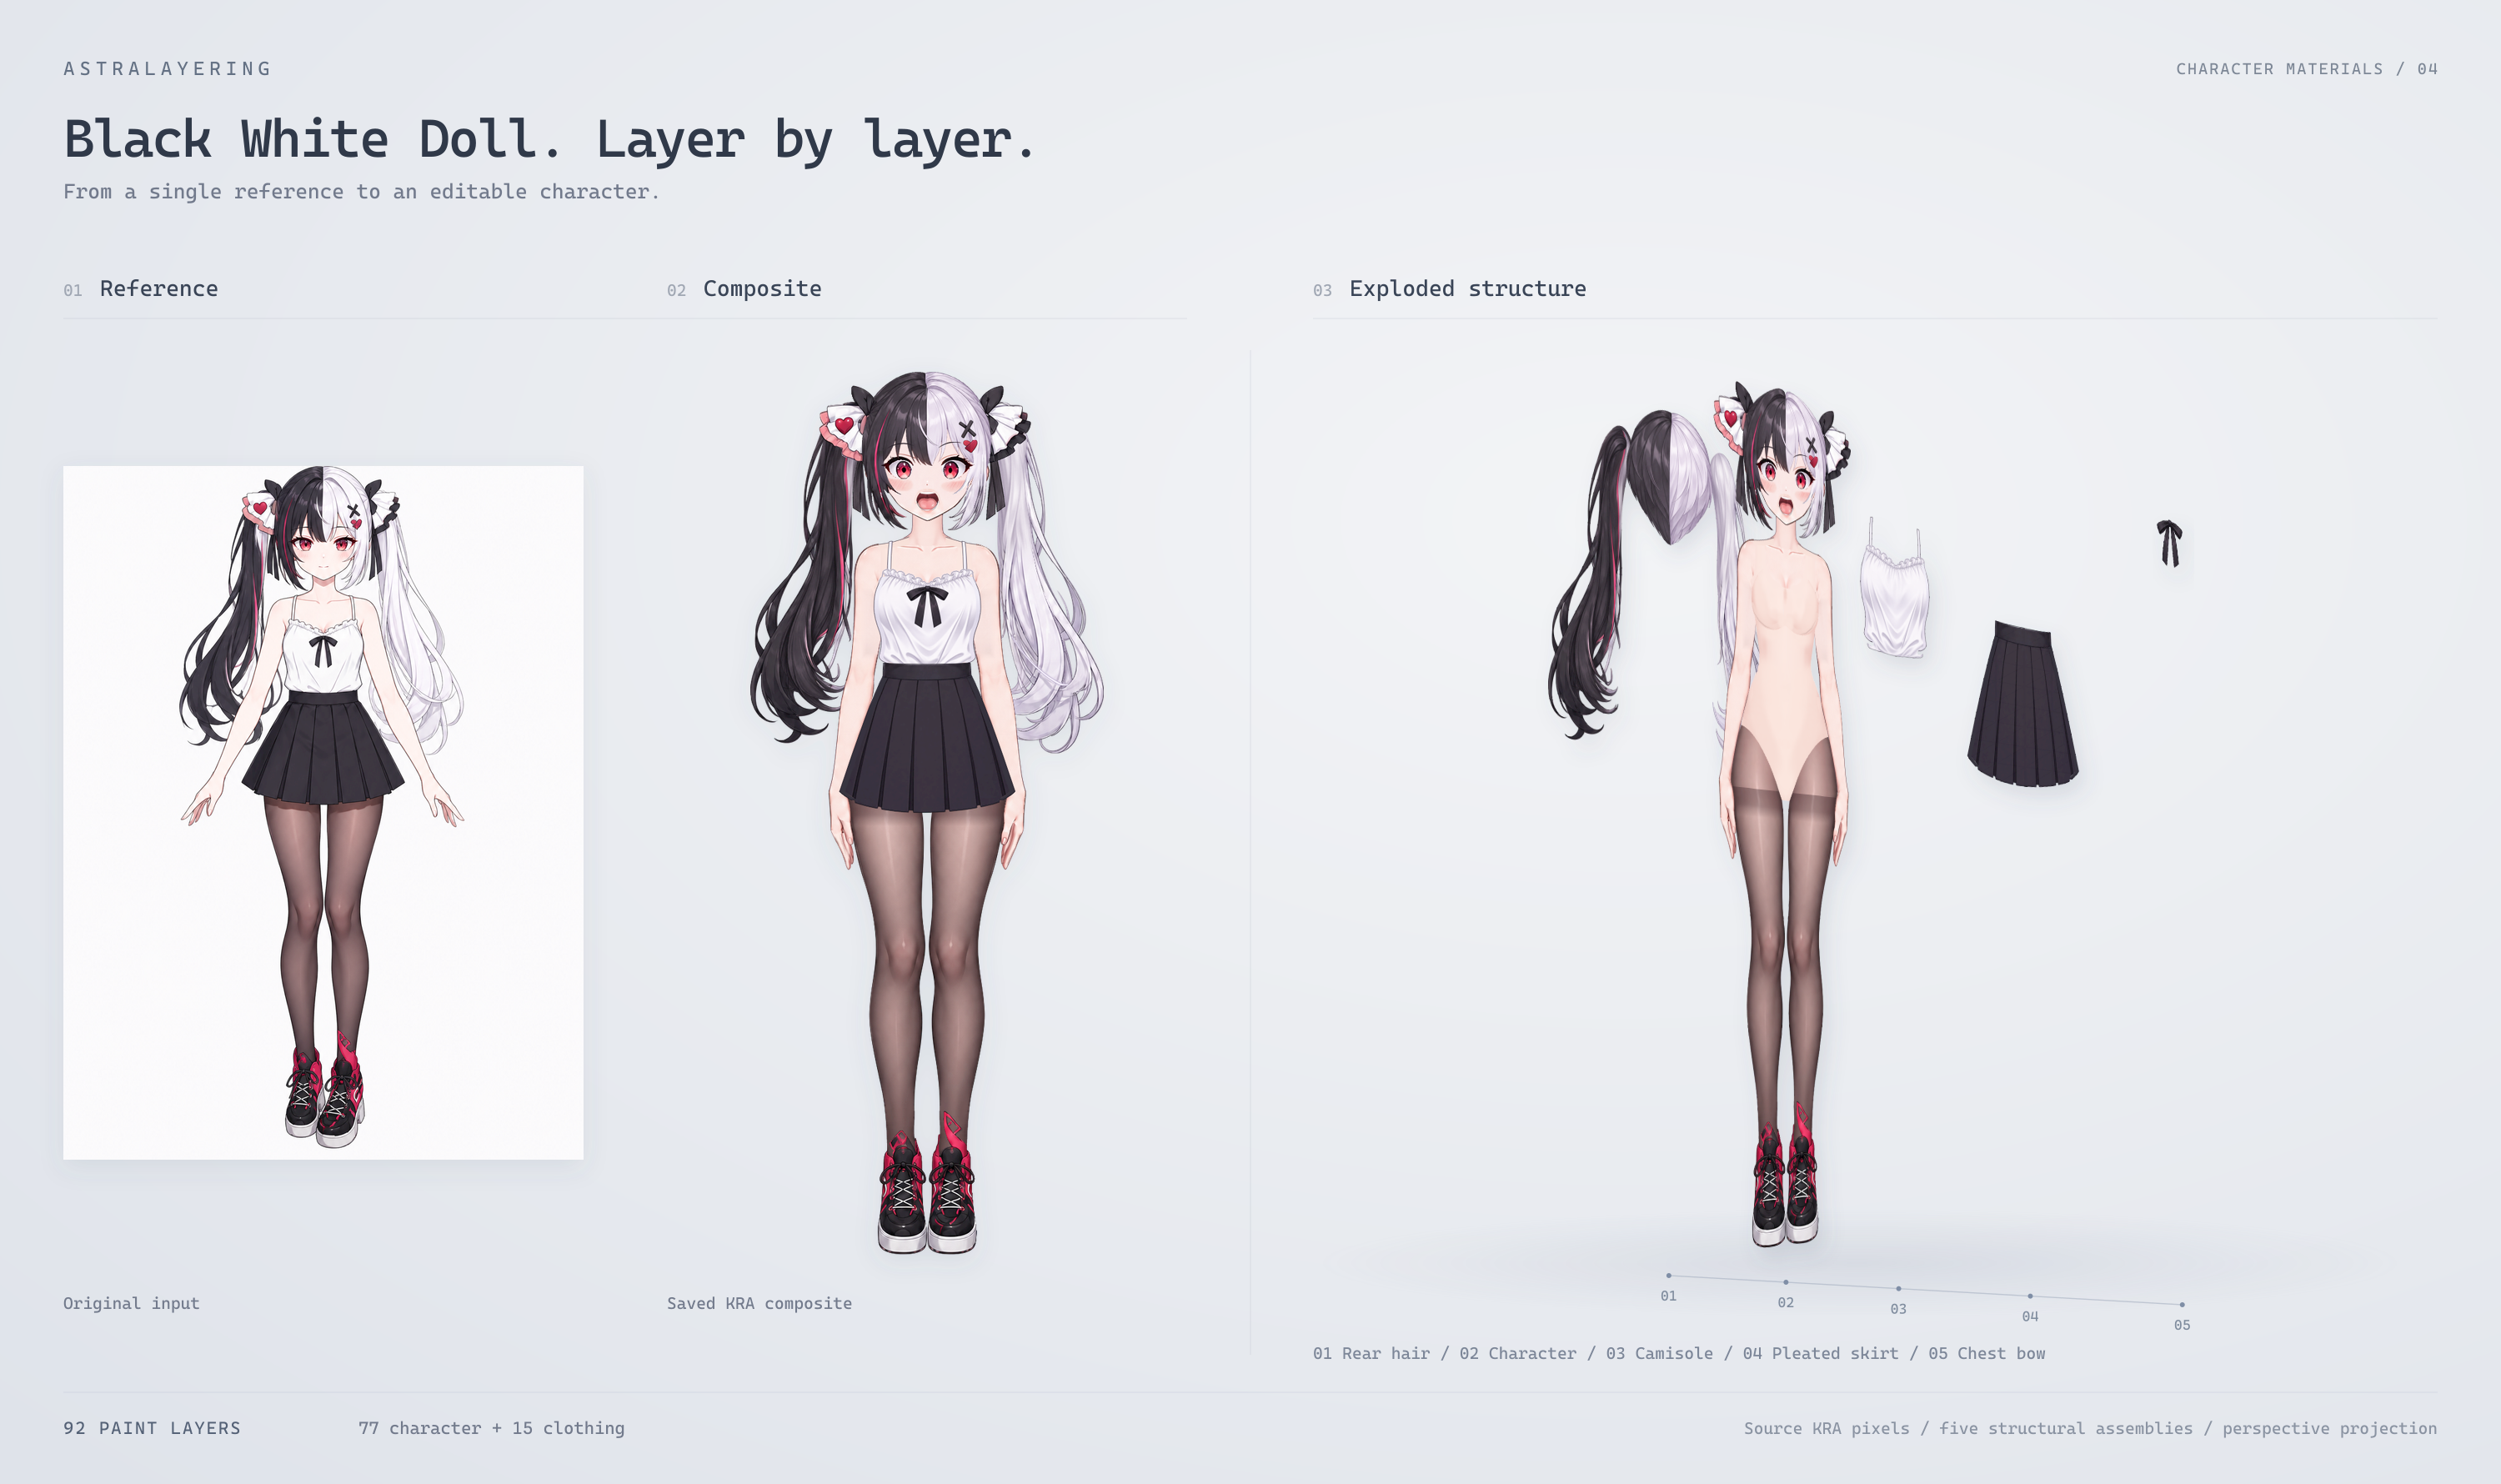 ASTRALAYERING
CHARACTER MATERIALS / 04
Black White Doll. Layer by layer.
From a single reference to an editable character.
01 Reference
02 Composite
03 Exploded structure
Original input
Saved KRA composite
01
02
03
04
05
01 Rear hair / 02 Character / 03 Camisole / 04 Pleated skirt / 05 Chest bow
92 PAINT LAYERS
77 character + 15 clothing
Source KRA pixels / five structural assemblies / perspective projection